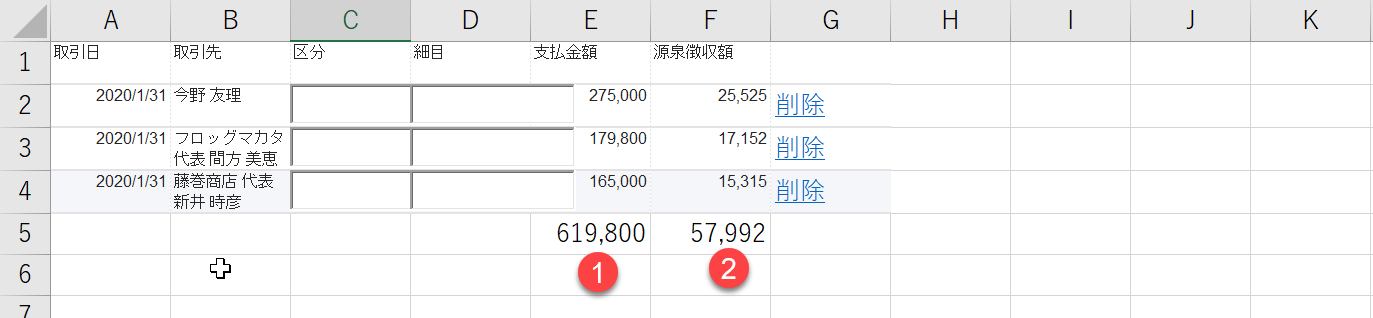 A B C D E F G H I J K
1 取引日 取引先 区分 細目 支払金額 源泉徴収額
2 2020/1/31 今野 友理 275,000 25,525 削除
3 2020/1/31 フロッグマカタ 179,800 17,152 削除
代表 間方 美恵
4 2020/1/31 藤巻商店 代表 165,000 15,315 削除
新井 時彦
5 619,800 57,992
6 1 2
7